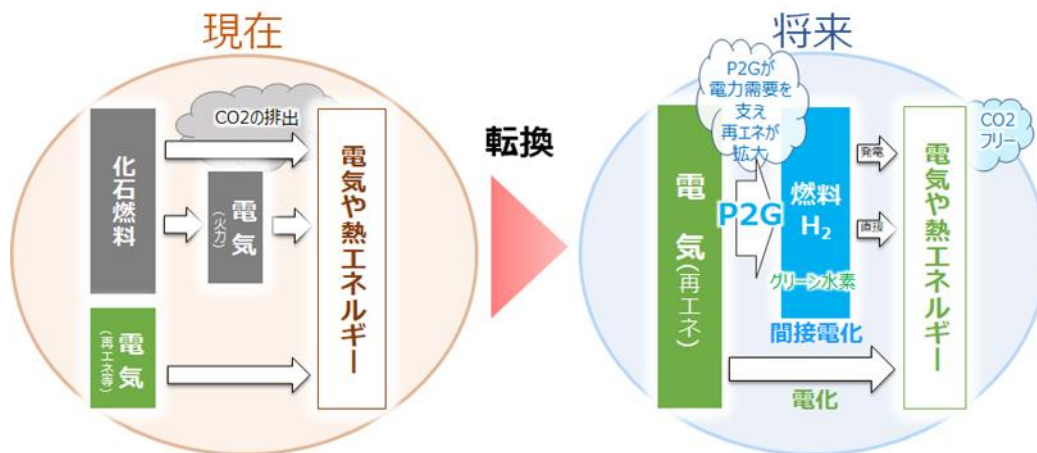 現在
CO2の排出
化石燃料
電気
(火力)
電気
(再エネ等)
電気や熱エネルギー
転換
将来
P2Gが
電力需要を
支え
再エネが
拡大
電気(再エネ)
P2G
燃料
H₂
グリーン水素
間接電化
発電
直接
電化
電気や熱エネルギー
CO2
フリー